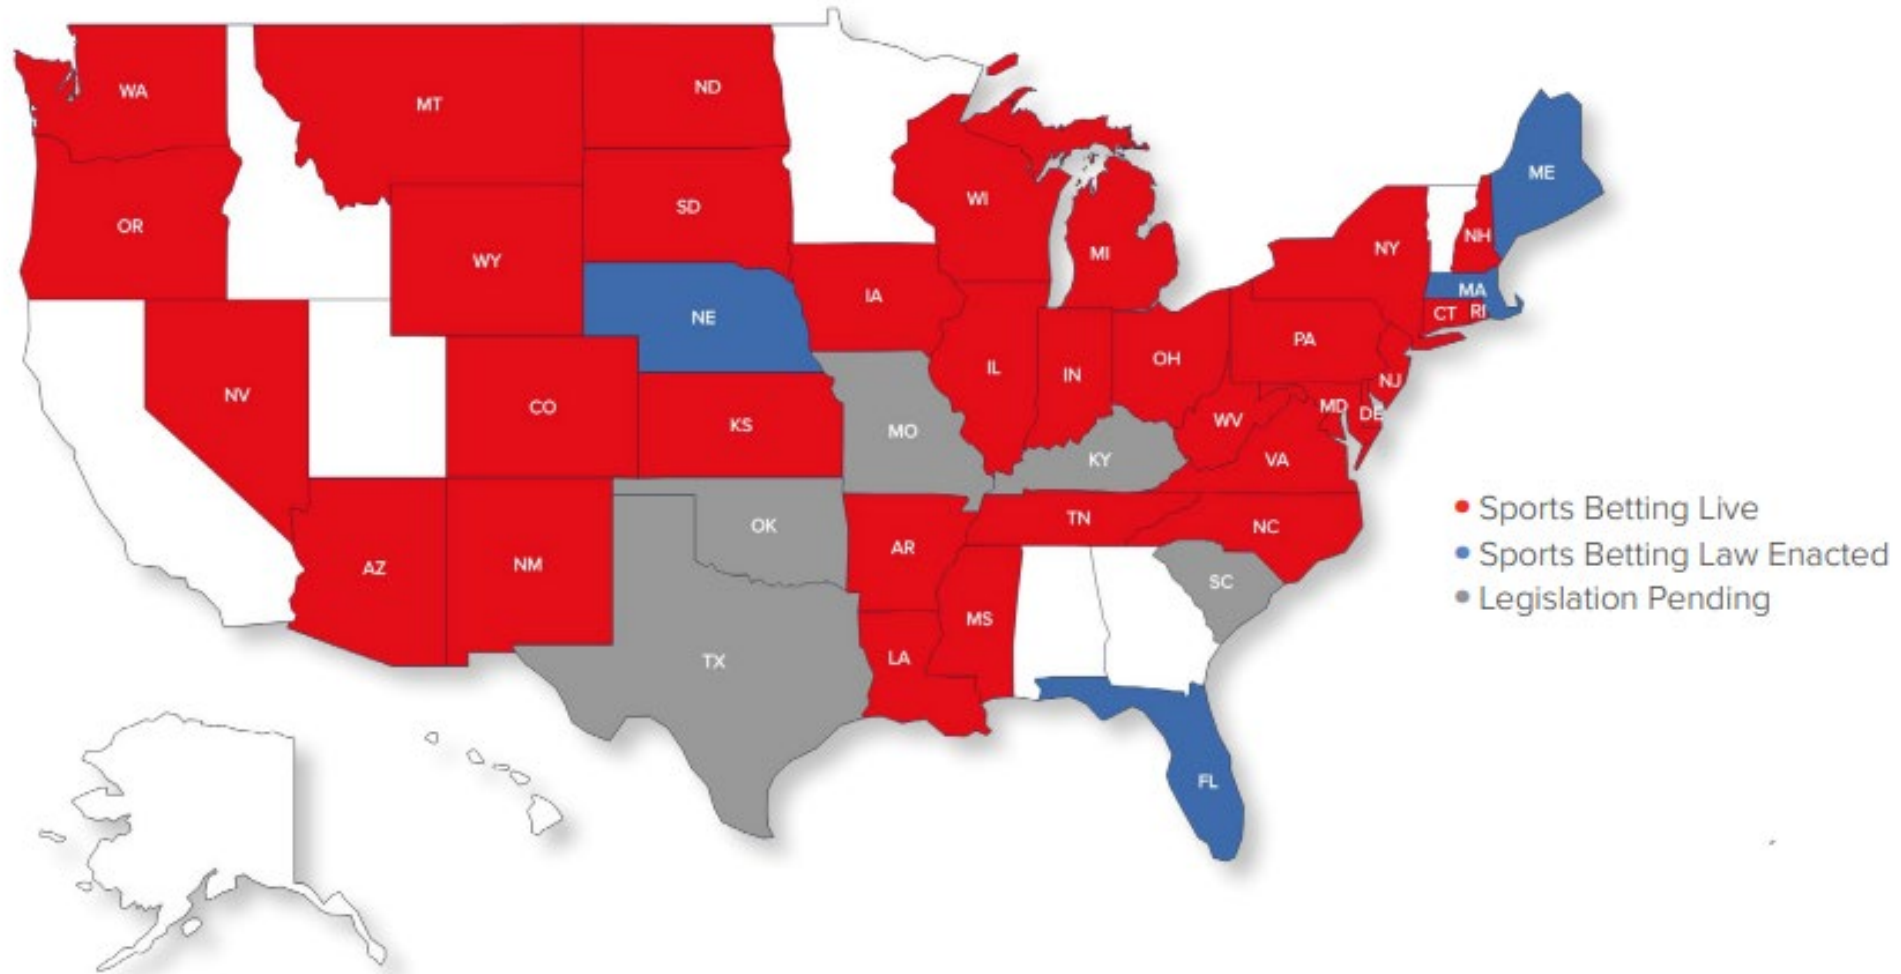 WA
MT
ND
OR
SD
WY
WI
MI
ME
NY
NH
IA
NE
MA
CT
RI
NV
CO
KS
MO
IL
IN
OH
PA
NJ
MD
DE
WV
VA
KY
AZ
NM
OK
AR
TN
NC
SC
TX
LA
MS
FL
Sports Betting Live
Sports Betting Law Enacted
Legislation Pending